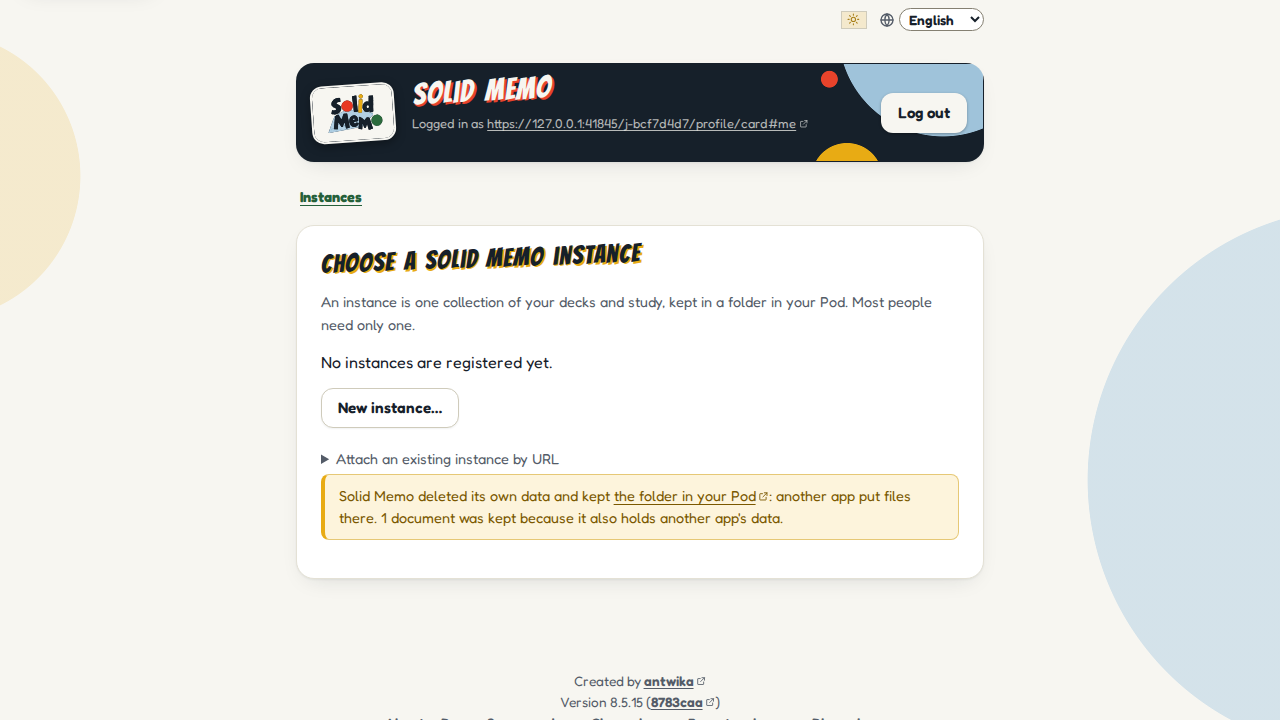 English
Solid Memo
SOLID MEMO
Logged in as https://127.0.0.1:41845/j-bcf7d4d7/profile/card#me
Log out
Instances
CHOOSE A SOLID MEMO INSTANCE
An instance is one collection of your decks and study, kept in a folder in your Pod. Most people
need only one.
No instances are registered yet.
New instance...
Attach an existing instance by URL
Solid Memo deleted its own data and kept the folder in your Pod: another app put files
there. 1 document was kept because it also holds another app's data.
Created by antwika
Version 8.5.15 (8783caa)